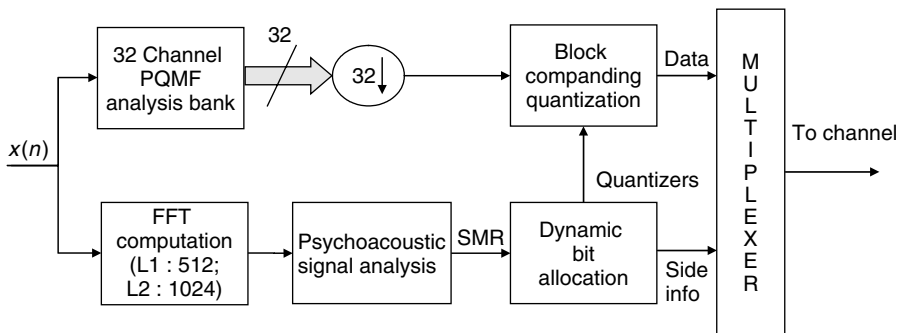 32 Channel
PQMF
analysis bank
32
32
Block
companding
quantization
Data
MULTIPLEXER
To channel
x(n)
Quantizers
FFT
computation
(L1 : 512;
L2 : 1024)
Psychoacoustic
signal analysis
SMR
Dynamic
bit
allocation
Side
info